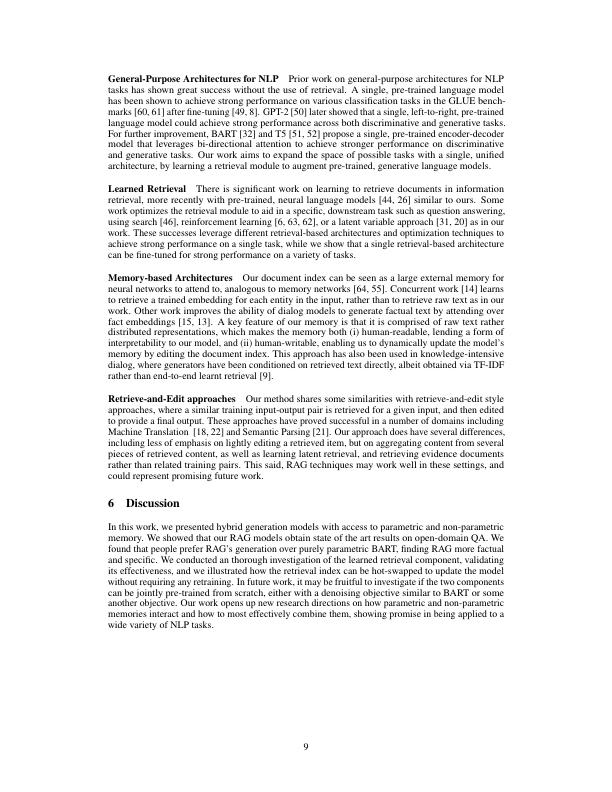 General-Purpose Architectures for NLP Prior work on general-purpose architectures for NLP
tasks has shown great success without the use of retrieval. A single, pre-trained language model
has been shown to achieve strong performance on various classification tasks in the GLUE bench-
marks [60, 61] after fine-tuning [49, 8]. GPT-2 [50] later showed that a single, left-to-right, pre-trained
language model could achieve strong performance across both discriminative and generative tasks.
For further improvement, BART [32] and T5 [51, 52] propose a single, pre-trained encoder-decoder
model that leverages bi-directional attention to achieve stronger performance on discriminative
and generative tasks. Our work aims to expand the space of possible tasks with a single, unified
architecture, by learning a retrieval module to augment pre-trained, generative language models.
Learned Retrieval There is significant work on learning to retrieve documents in information
retrieval, more recently with pre-trained, neural language models [44, 26] similar to ours. Some
work optimizes the retrieval module to aid in a specific, downstream task such as question answering,
using search [46], reinforcement learning [6, 63, 62], or a latent variable approach [31, 20] as in our
work. These successes leverage different retrieval-based architectures and optimization techniques to
achieve strong performance on a single task, while we show that a single retrieval-based architecture
can be fine-tuned for strong performance on a variety of tasks.
Memory-based Architectures Our document index can be seen as a large external memory for
neural networks to attend to, analogous to memory networks [64, 55]. Concurrent work [14] learns
to retrieve a trained embedding for each entity in the input, rather than to retrieve raw text as in our
work. Other work improves the ability of dialog models to generate factual text by attending over
fact embeddings [15, 13]. A key feature of our memory is that it is comprised of raw text rather
distributed representations, which makes the memory both (i) human-readable, lending a form of
interpretability to our model, and (ii) human-writable, enabling us to dynamically update the model's
memory by editing the document index. This approach has also been used in knowledge-intensive
dialog, where generators have been conditioned on retrieved text directly, albeit obtained via TF-IDF
rather than end-to-end learnt retrieval [9].
Retrieve-and-Edit approaches Our method shares some similarities with retrieve-and-edit style
approaches, where a similar training input-output pair is retrieved for a given input, and then edited
to provide a final output. These approaches have proved successful in a number of domains including
Machine Translation [18, 22] and Semantic Parsing [21]. Our approach does have several differences,
including less of emphasis on lightly editing a retrieved item, but on aggregating content from several
pieces of retrieved content, as well as learning latent retrieval, and retrieving evidence documents
rather than related training pairs. This said, RAG techniques may work well in these settings, and
could represent promising future work.
6 Discussion
In this work, we presented hybrid generation models with access to parametric and non-parametric
memory. We showed that our RAG models obtain state of the art results on open-domain QA. We
found that people prefer RAG's generation over purely parametric BART, finding RAG more factual
and specific. We conducted an thorough investigation of the learned retrieval component, validating
its effectiveness, and we illustrated how the retrieval index can be hot-swapped to update the model
without requiring any retraining. In future work, it may be fruitful to investigate if the two components
can be jointly pre-trained from scratch, either with a denoising objective similar to BART or some
another objective. Our work opens up new research directions on how parametric and non-parametric
memories interact and how to most effectively combine them, showing promise in being applied to a
wide variety of NLP tasks.
9